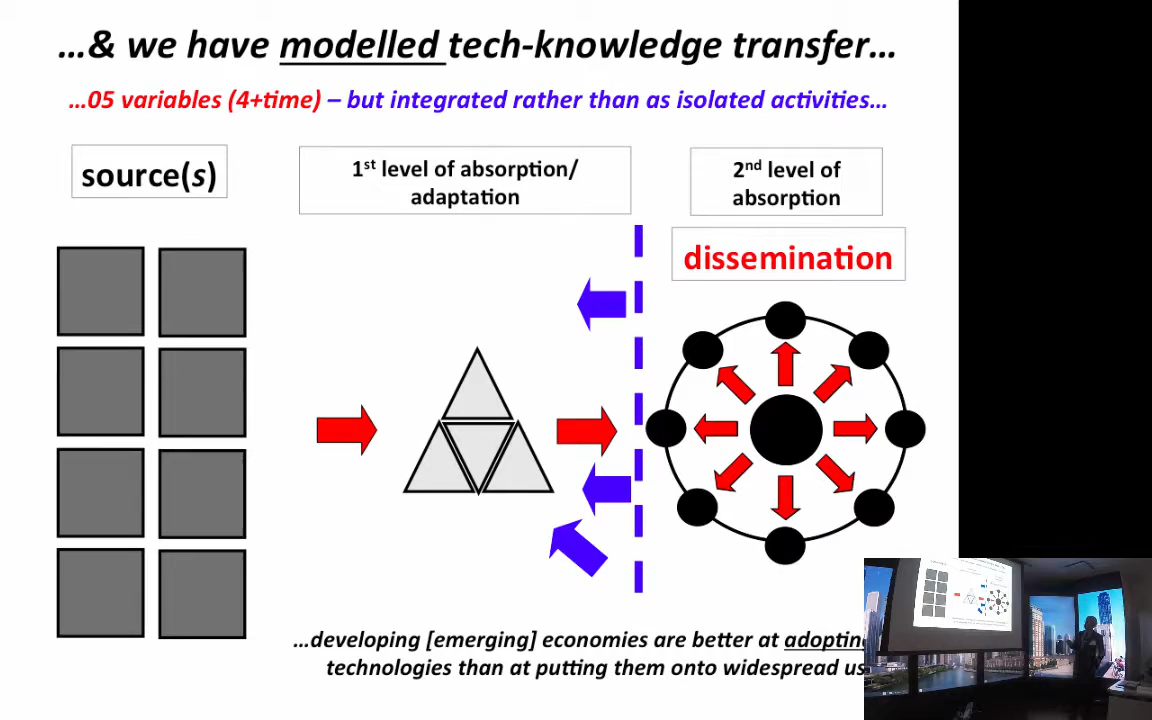 …& we have modelled tech-knowledge transfer…
…05 variables (4+time) – but integrated rather than as isolated activities…
source(s)
1st level of absorption/
adaptation
2nd level of
absorption
dissemination
…developing [emerging] economies are better at
technologies than at putting them onto widespread